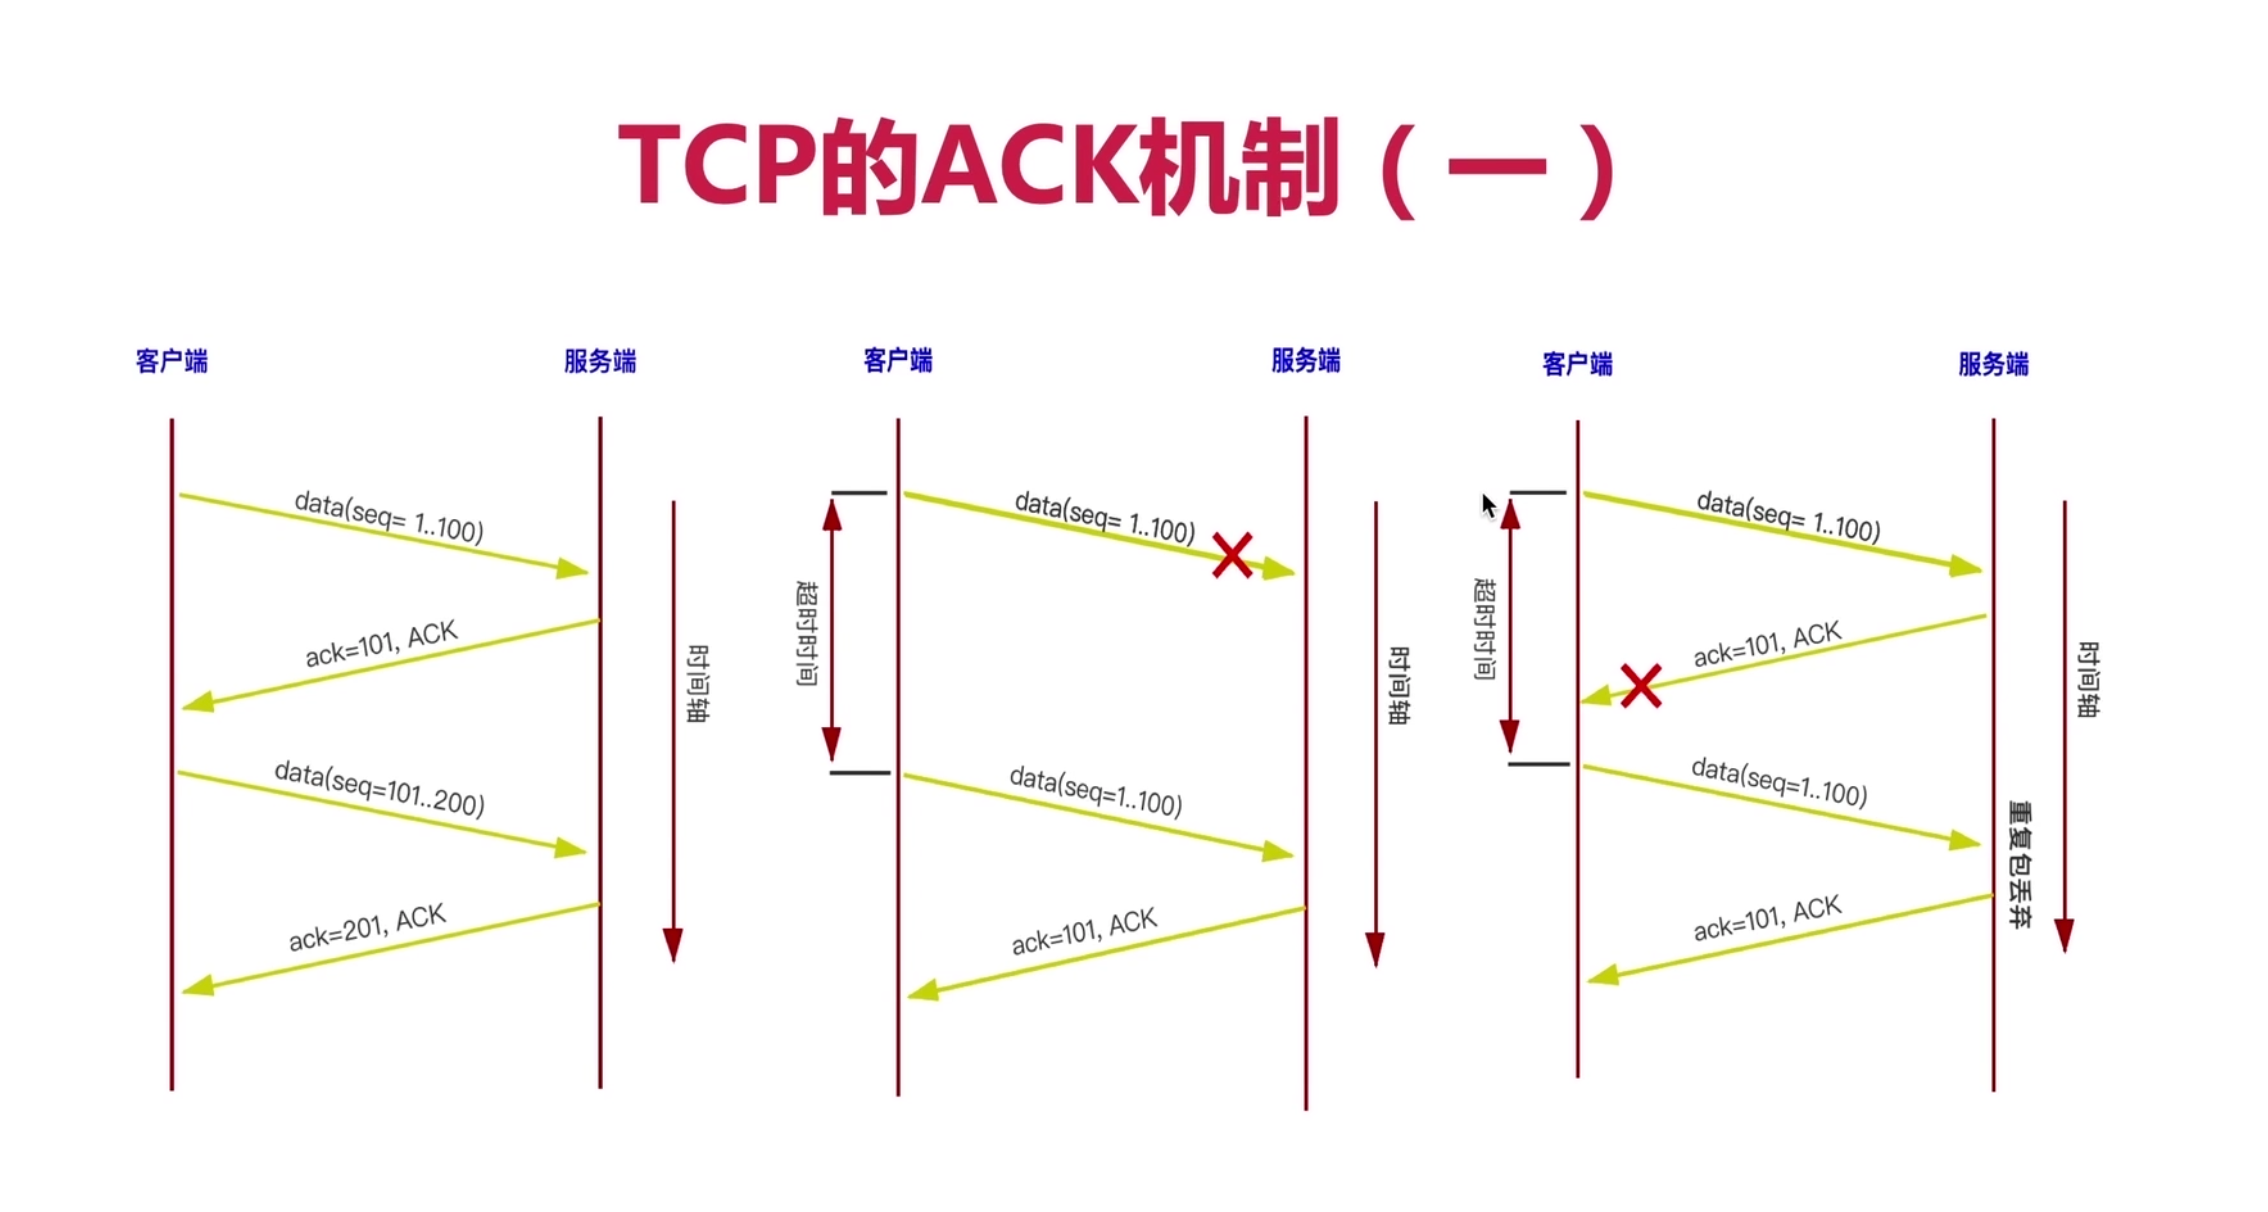 TCP的ACK机制（一）
客户端
服务端
data(seq= 1..100)
ack=101, ACK
data(seq=101..200)
ack=201, ACK
时间轴
客户端
服务端
超时时间
data(seq= 1..100)
data(seq=1..100)
ack=101, ACK
时间轴
客户端
服务端
超时时间
data(seq= 1..100)
ack=101, ACK
data(seq=1..100)
ack=101, ACK
重复包丢弃
时间轴